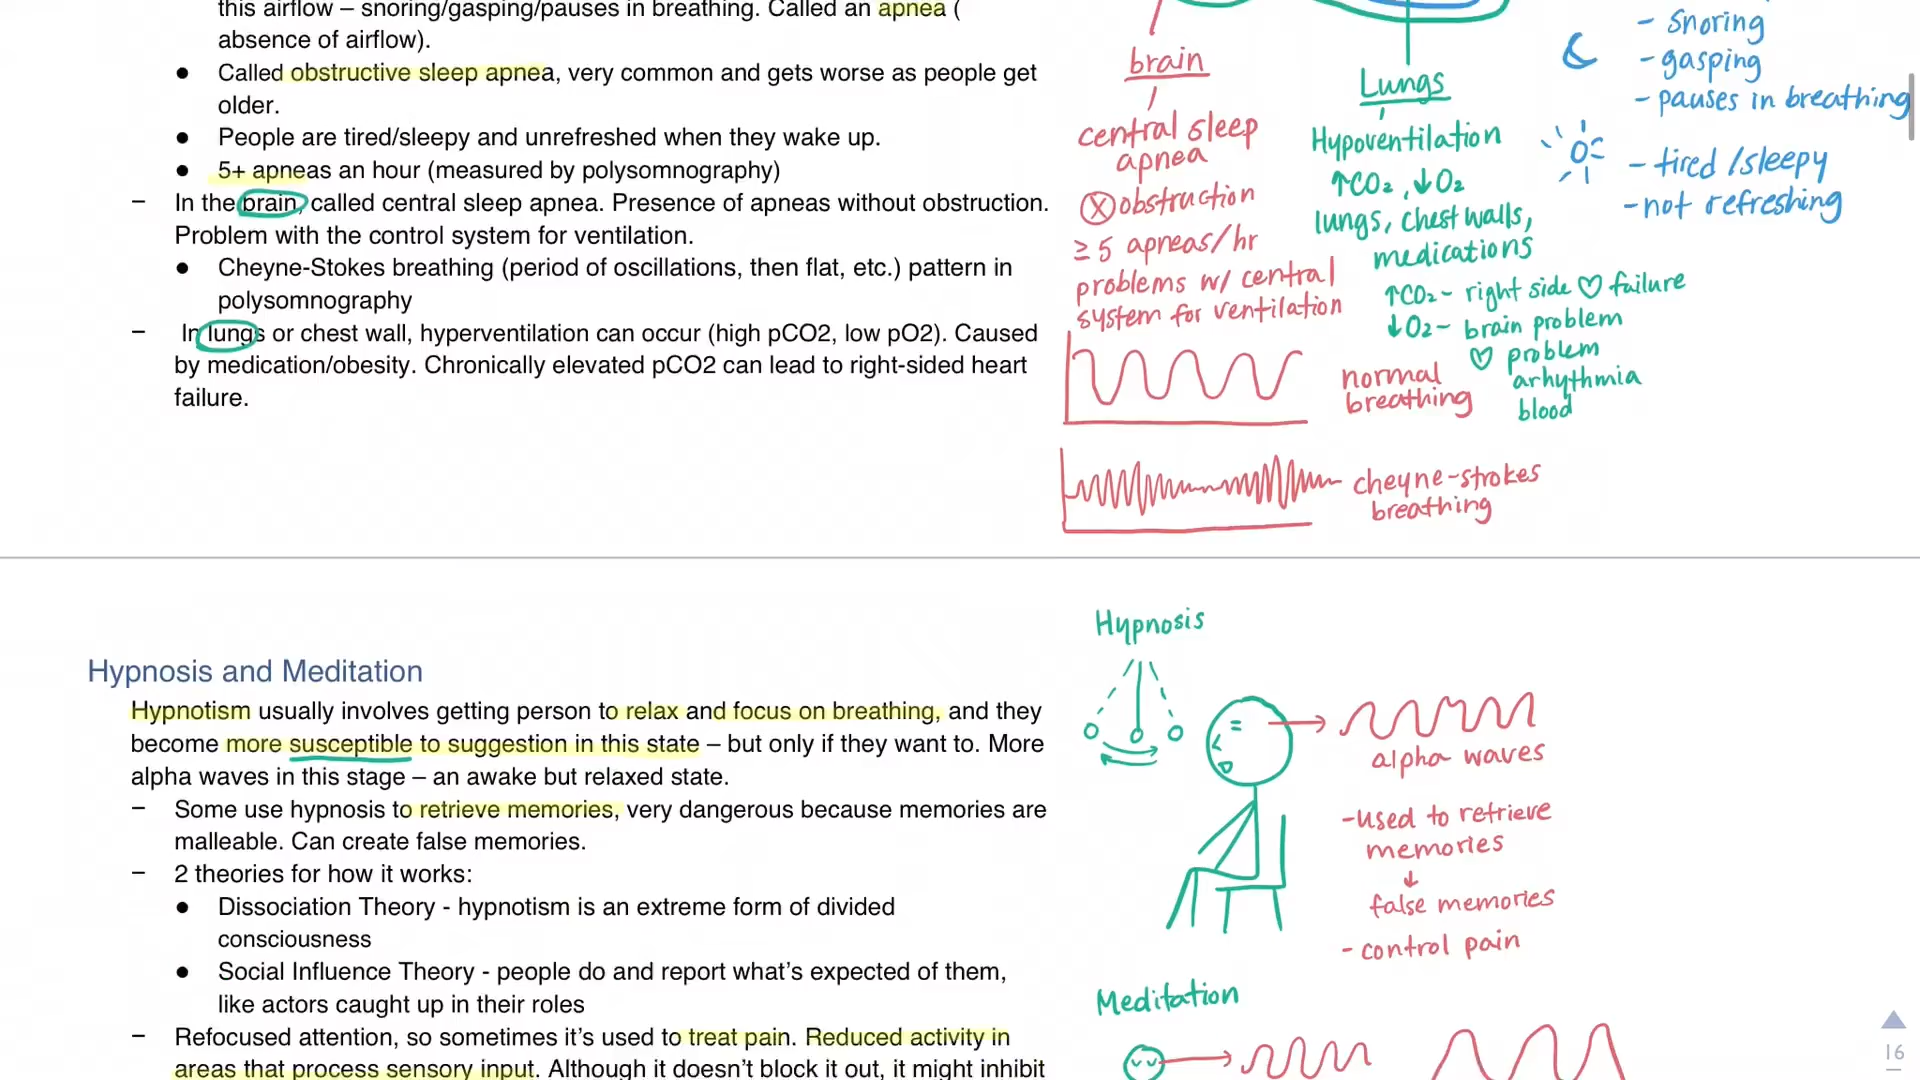 this airflow – snoring/gasping/pauses in breathing. Called an apnea (
absence of airflow).
● Called obstructive sleep apnea, very common and gets worse as people get
older.
● People are tired/sleepy and unrefreshed when they wake up.
● 5+ apneas an hour (measured by polysomnography)
– In the brain, called central sleep apnea. Presence of apneas without obstruction.
Problem with the control system for ventilation.
● Cheyne-Stokes breathing (period of oscillations, then flat, etc.) pattern in
polysomnography
– In lungs or chest wall, hyperventilation can occur (high pCO2, low pO2). Caused
by medication/obesity. Chronically elevated pCO2 can lead to right-sided heart
failure.
brain
central sleep
apnea
ⓧ obstruction
≥5 apneas/hr
problems w/ central
system for ventilation
Lungs
Hypoventilation
↑CO₂, ↓O₂
lungs, chest walls,
medications
↑CO₂ - right side ♡ failure
↓O₂ - brain problem
♡ problem
arhythmia
blood
- snoring
- gasping
- pauses in breathing
- tired/sleepy
- not refreshing
normal
breathing
cheyne-strokes
breathing
Hypnosis and Meditation
Hypnotism usually involves getting person to relax and focus on breathing, and they
become more susceptible to suggestion in this state – but only if they want to. More
alpha waves in this stage – an awake but relaxed state.
– Some use hypnosis to retrieve memories, very dangerous because memories are
malleable. Can create false memories.
– 2 theories for how it works:
● Dissociation Theory - hypnotism is an extreme form of divided
consciousness
● Social Influence Theory - people do and report what's expected of them,
like actors caught up in their roles
– Refocused attention, so sometimes it's used to treat pain. Reduced activity in
areas that process sensory input. Although it doesn't block it out, it might inhibit
Hypnosis
alpha waves
-used to retrieve
memories
↓
false memories
- control pain
Meditation
16